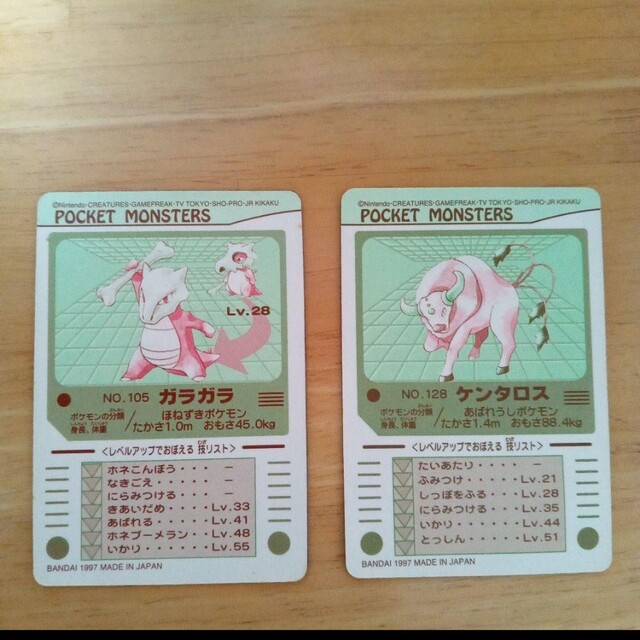 ©Nintendo･CREATURES･GAMEFREAK･TV TOKYO･SHO-PRO･JR KIKAKU
POCKET MONSTERS
Lv.28
NO.105 ガラガラ
ポケモンの分類 ほねずきポケモン
身長、体重 たかさ1.0m おもさ45.0kg
<レベルアップでおぼえる技リスト>
ホネこんぼう・・・ ー
なきごえ・・・・・ ー
にらみつける・・・ ー
きあいだめ・・・・Lv.33
あばれる・・・・・Lv.41
ホネブーメラン・・Lv.48
いかり・・・・・・Lv.55
BANDAI 1997 MADE IN JAPAN
©Nintendo･CREATURES･GAMEFREAK･TV TOKYO･SHO-PRO･JR KIKAKU
POCKET MONSTERS
NO.128 ケンタロス
ポケモンの分類 あばれうしポケモン
身長、体重 たかさ1.4m おもさ88.4kg
<レベルアップでおぼえる技リスト>
たいあたり・・・・ ー
ふみつけ・・・・・Lv.21
しっぽをふる・・・Lv.28
にらみつける・・・Lv.35
いかり・・・・・・Lv.44
とっしん・・・・・Lv.51
BANDAI 1997 MADE IN JAPAN